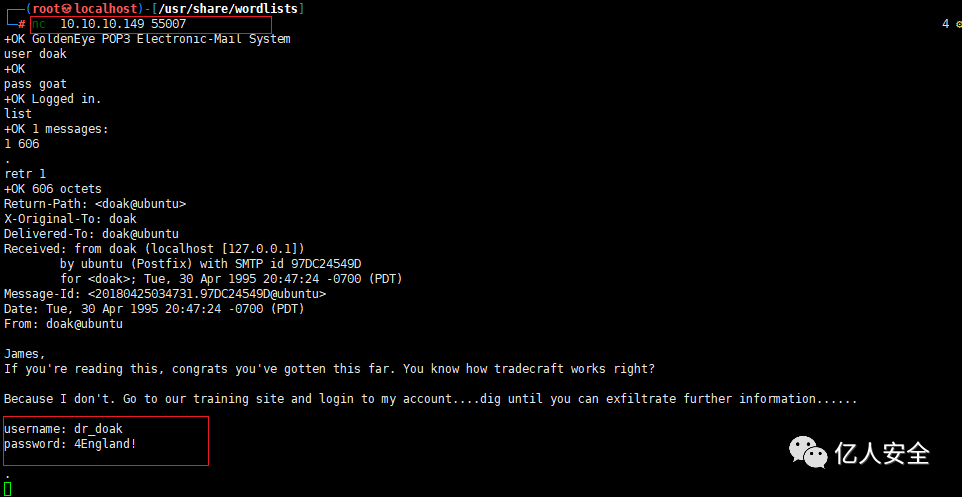 (root㉿localhost)-[/usr/share/wordlists]
# nc 10.10.10.149 55007
4
+OK GoldenEye POP3 Electronic-Mail System
user doak
+OK
pass goat
+OK Logged in.
list
+OK 1 messages:
1 606
.
retr 1
+OK 606 octets
Return-Path: <doak@ubuntu>
X-Original-To: doak
Delivered-To: doak@ubuntu
Received: from doak (localhost [127.0.0.1])
        by ubuntu (Postfix) with SMTP id 97DC24549D
        for <doak>; Tue, 30 Apr 1995 20:47:24 -0700 (PDT)
Message-Id: <20180425034731.97DC24549D@ubuntu>
Date: Tue, 30 Apr 1995 20:47:24 -0700 (PDT)
From: doak@ubuntu
James,
If you're reading this, congrats you've gotten this far. You know how tradecraft works right?
Because I don't. Go to our training site and login to my account....dig until you can exfiltrate further information......
username: dr_doak
password: 4England!
.
亿人安全